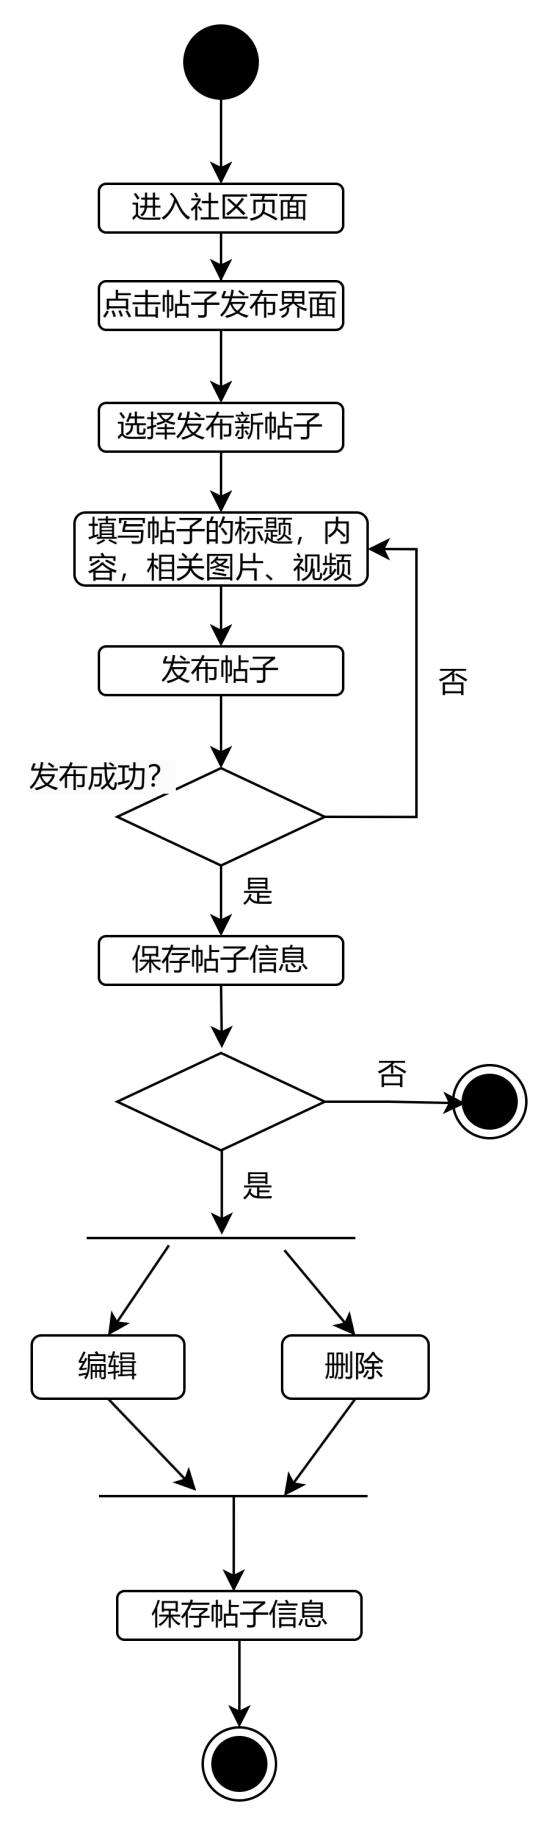 进入社区页面
点击帖子发布界面
选择发布新帖子
填写帖子的标题，内
容，相关图片、视频
发布帖子
否
发布成功？
是
保存帖子信息
否
是
编辑
删除
保存帖子信息